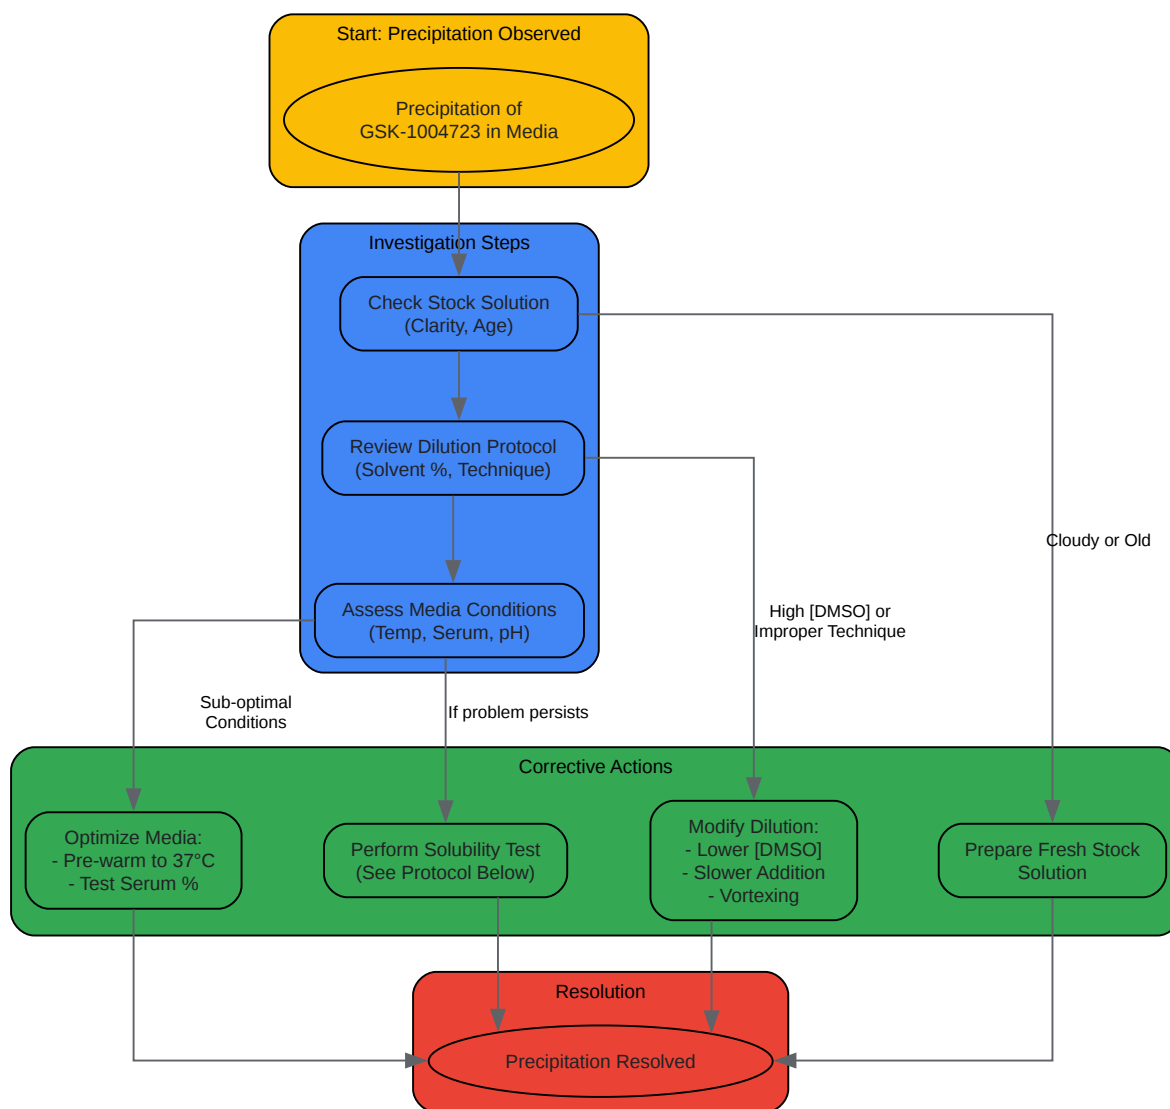 Start: Precipitation Observed
Precipitation of
GSK-1004723 in Media
Investigation Steps
Check Stock Solution
(Clarity, Age)
Review Dilution Protocol
(Solvent %, Technique)
Cloudy or Old
Assess Media Conditions
(Temp, Serum, pH)
High [DMSO] or
Improper Technique
Sub-optimal
Conditions
If problem persists
Corrective Actions
Optimize Media:
- Pre-warm to 37°C
- Test Serum %
Perform Solubility Test
(See Protocol Below)
Modify Dilution:
- Lower [DMSO]
- Slower Addition
- Vortexing
Prepare Fresh Stock
Solution
Resolution
Precipitation Resolved